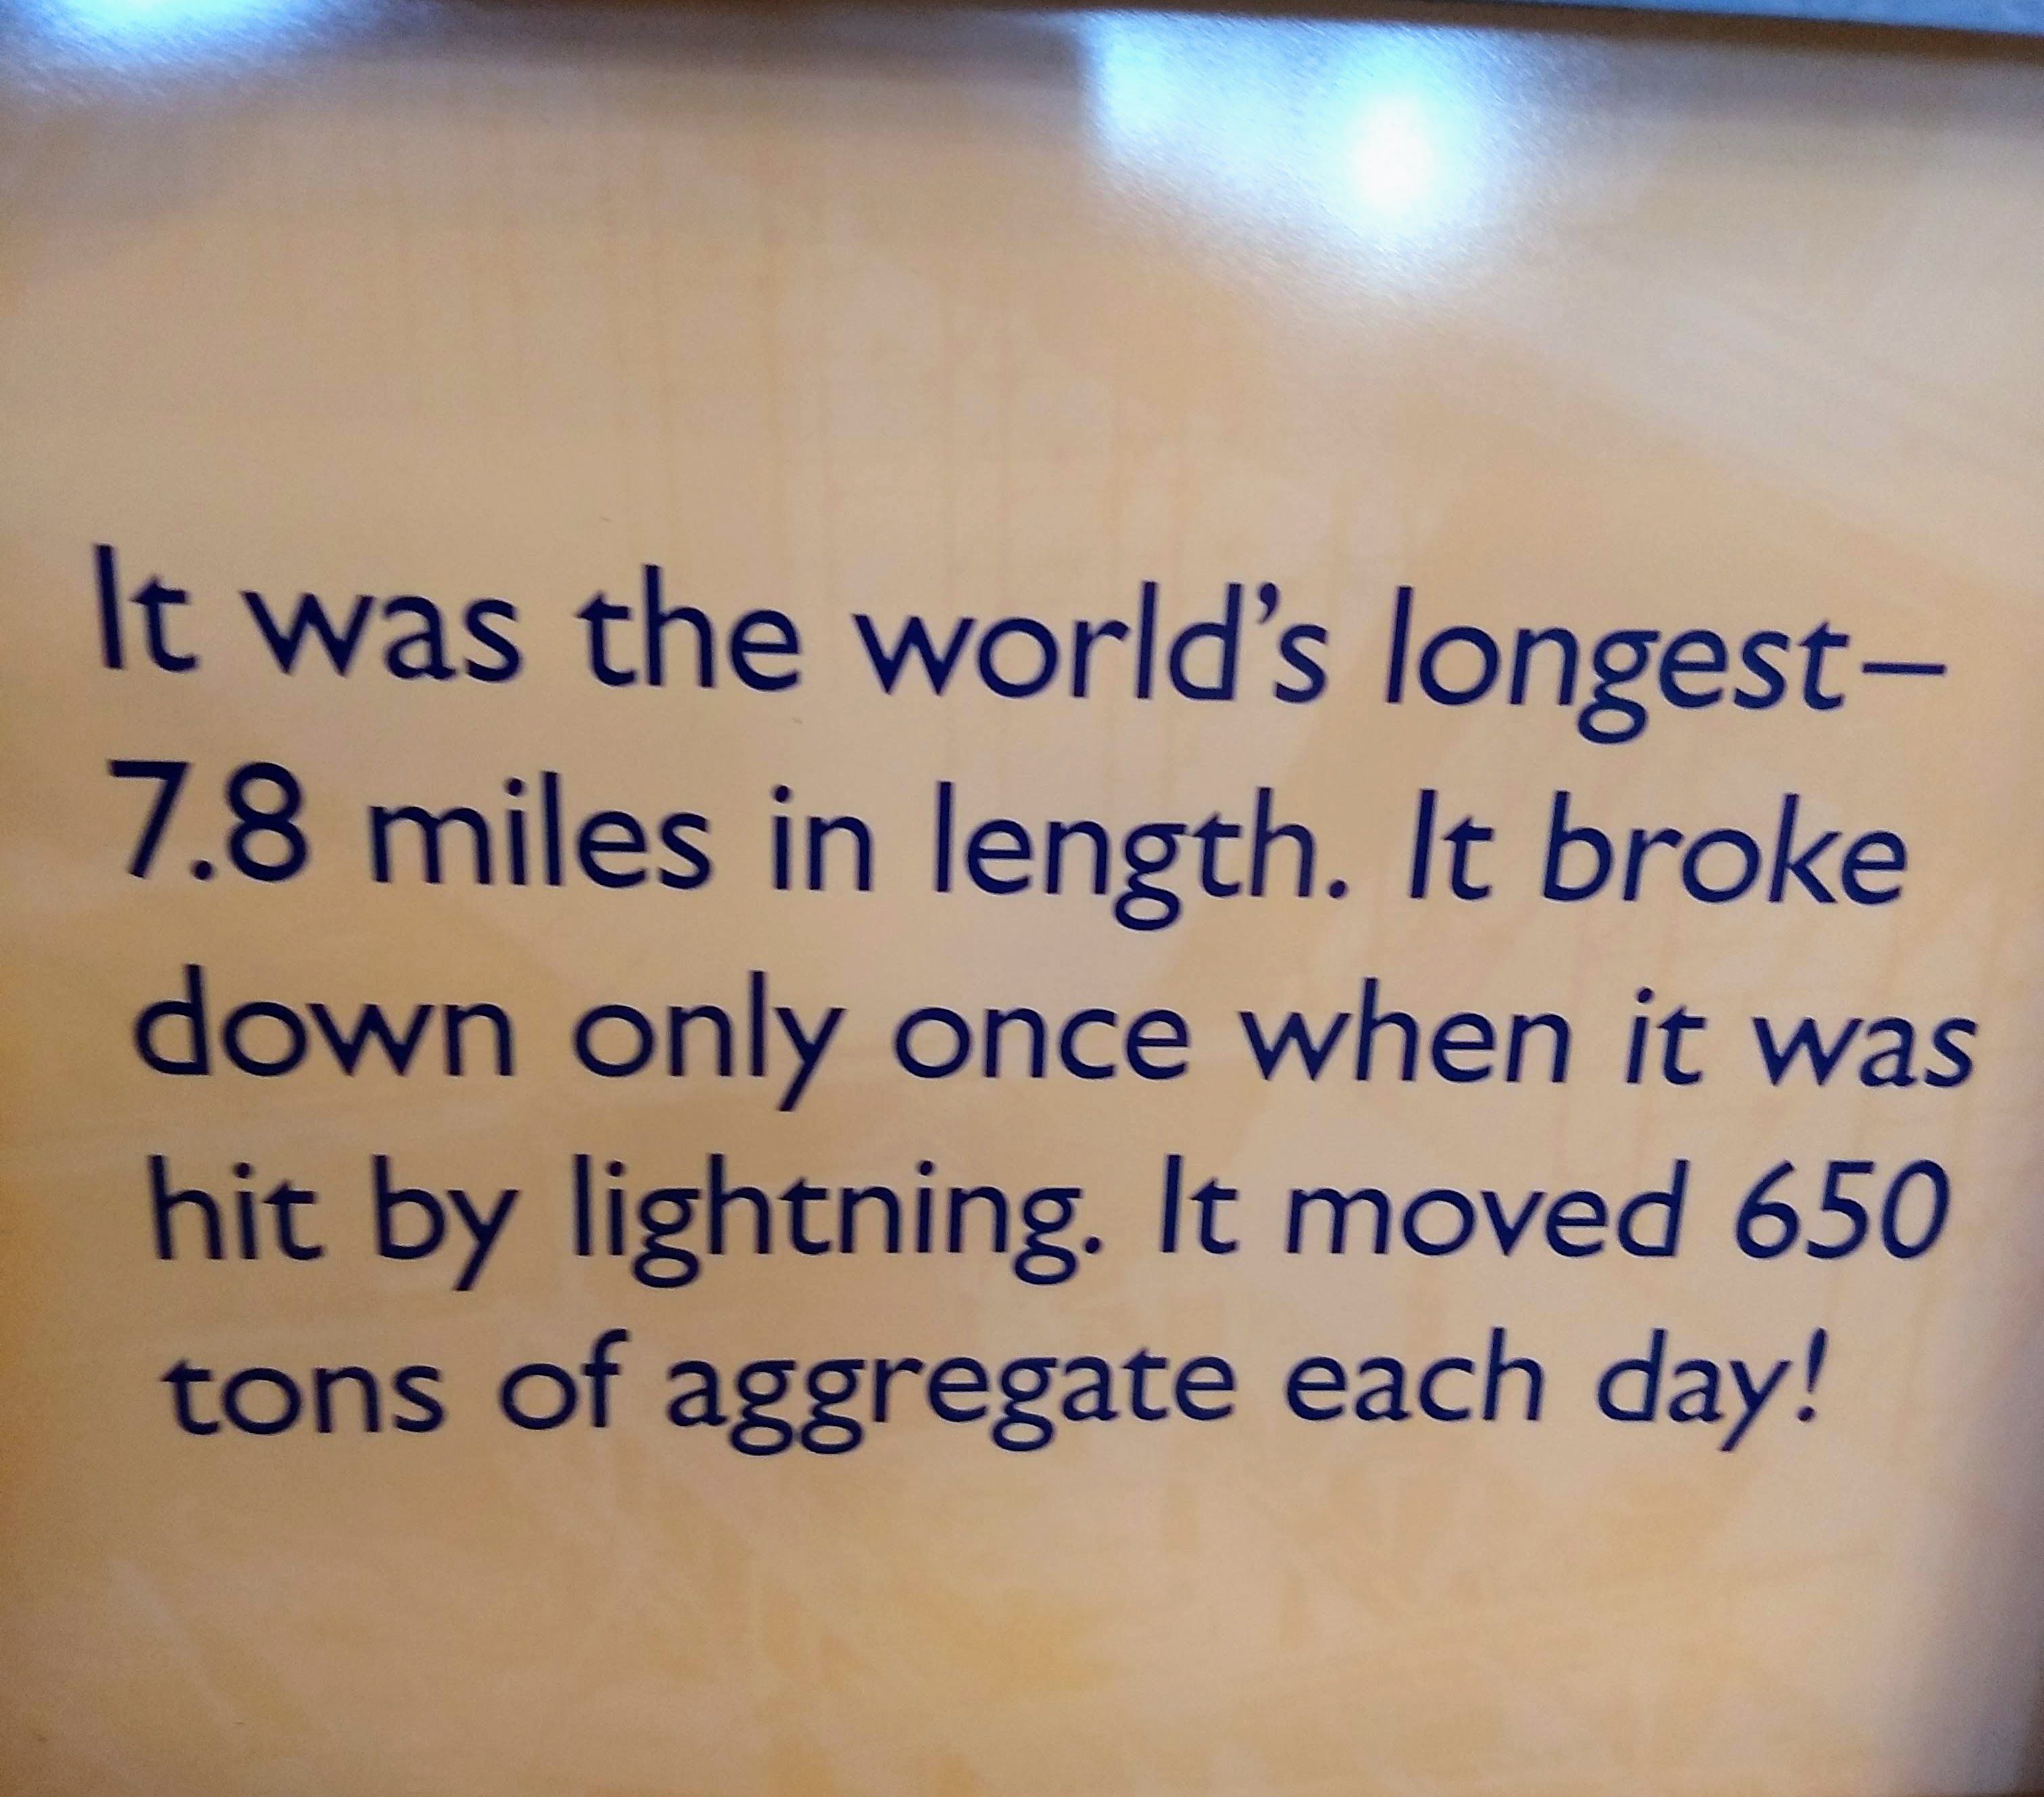 It was the world’s longest–
7.8 miles in length. It broke
down only once when it was
hit by lightning. It moved 650
tons of aggregate each day!